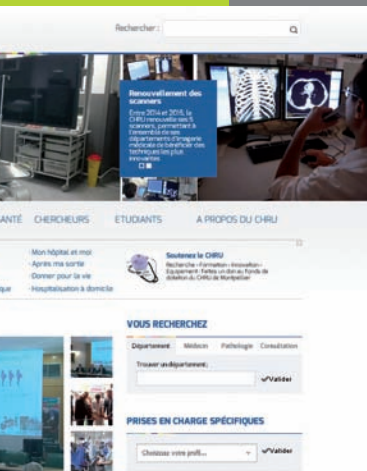 Rechercher :
Renouvellement des
scanners
Entre 2014 et 2015, le
CHRU renouvelle ses 5
scanners, permettant à
l'ensemble de ses
départements d'imagerie
médicale de bénéficier des
techniques les plus
innovantes
SANTÉ CHERCHEURS ETUDIANTS A PROPOS DU CHRU
· Mon hôpital et moi
· Après ma sortie
· Donner pour la vie
que · Hospitalisation à domicile
Soutenez le CHRU
Recherche - Formation - Innovation -
Equipement : Faites un don au Fonds de
dotation du CHRU de Montpellier
VOUS RECHERCHEZ
Département Médecin Pathologie Consultation
Trouver un département :
Valider
PRISES EN CHARGE SPÉCIFIQUES
Choisissez votre profil... Valider